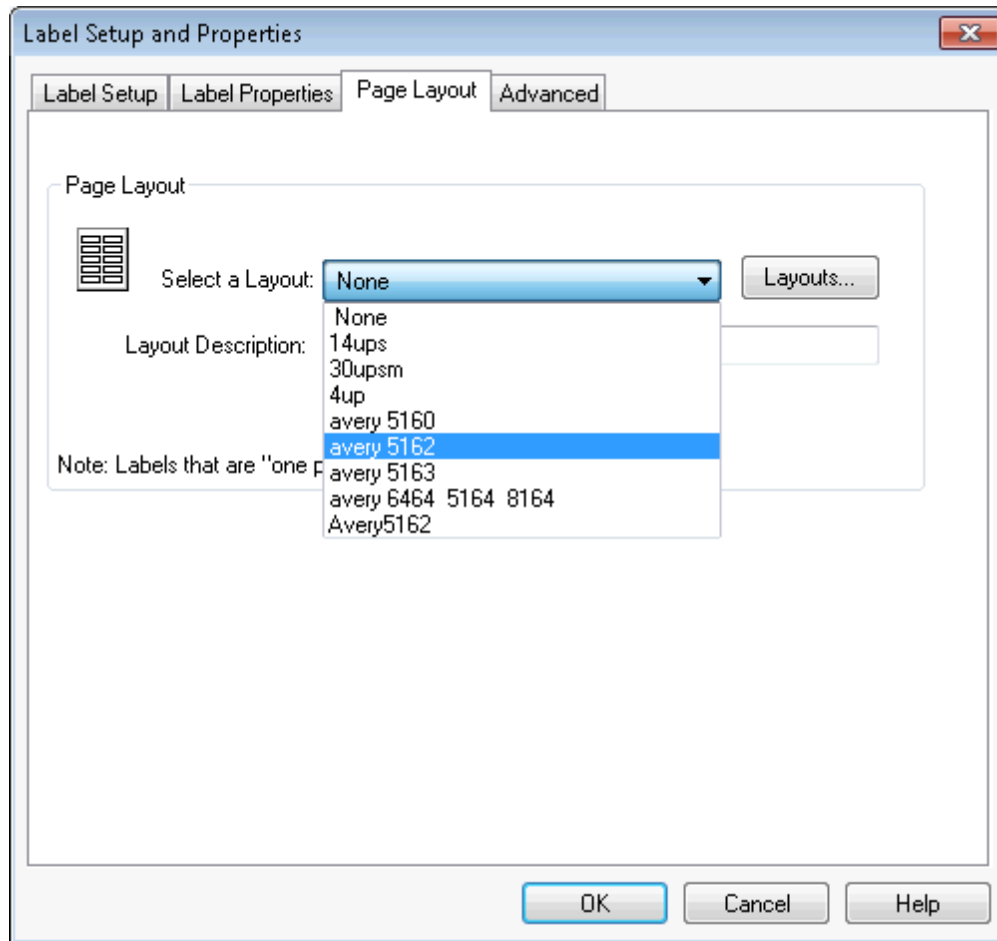 Label Setup and Properties
Label Setup Label Properties Page Layout Advanced
Page Layout
Select a Layout: None Layouts...
None
Layout Description: 14ups
30upsm
4up
avery 5160
avery 5162
Note: Labels that are "one p avery 5163
avery 6464 5164 8164
Avery5162
OK Cancel Help